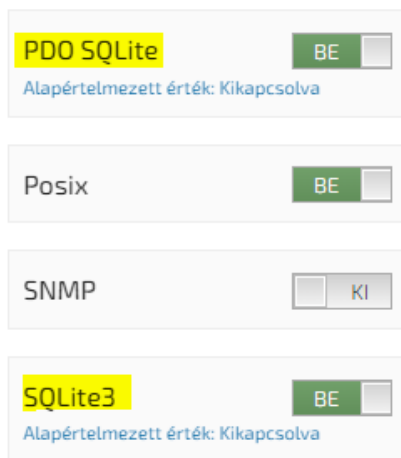 PDO SQLite BE
Alapértelmezett érték: Kikapcsolva
Posix BE
SNMP KI
SQLite3 BE
Alapértelmezett érték: Kikapcsolva